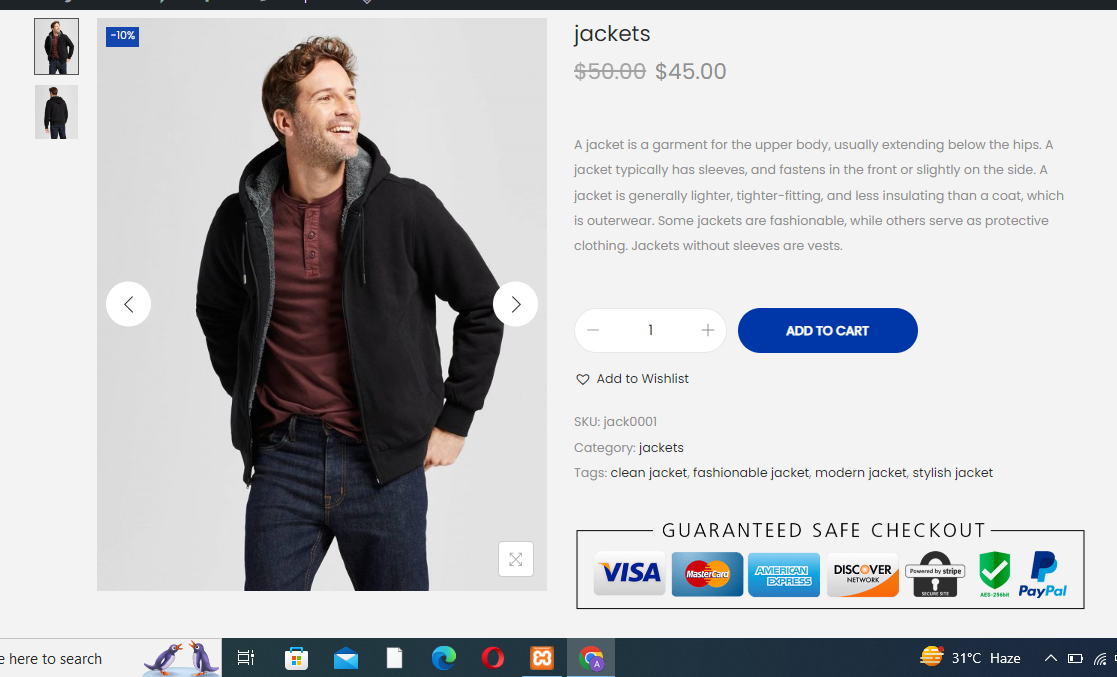 -10%
jackets
$50.00 $45.00
A jacket is a garment for the upper body, usually extending below the hips. A
jacket typically has sleeves, and fastens in the front or slightly on the side. A
jacket is generally lighter, tighter-fitting, and less insulating than a coat, which
is outerwear. Some jackets are fashionable, while others serve as protective
clothing. Jackets without sleeves are vests.
− 1 + ADD TO CART
Add to Wishlist
SKU: jack0001
Category: jackets
Tags: clean jacket, fashionable jacket, modern jacket, stylish jacket
GUARANTEED SAFE CHECKOUT
VISA MasterCard AMERICAN EXPRESS DISCOVER NETWORK Powered by stripe SECURE SITE AES-256bit PayPal
e here to search
A
31°C Haze